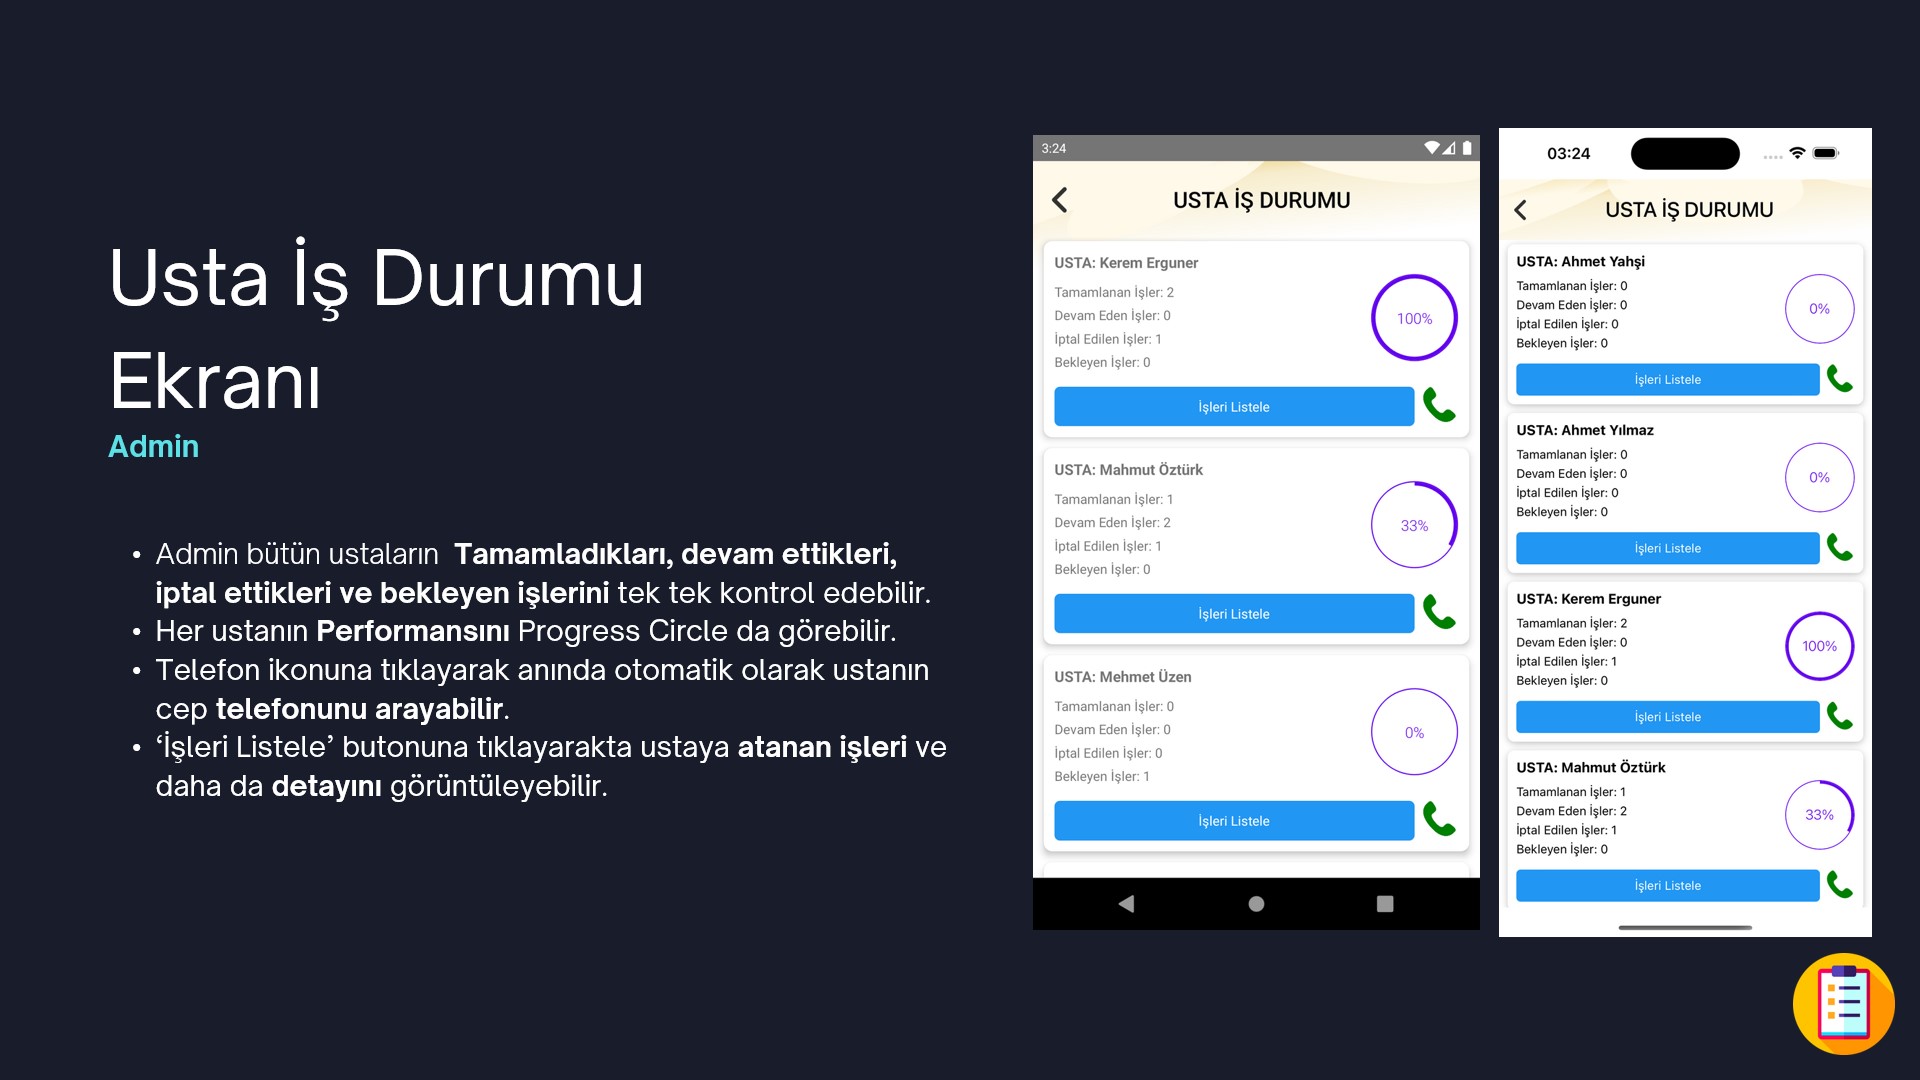 Usta İş Durumu
Ekranı
Admin
• Admin bütün ustaların Tamamladıkları, devam ettikleri,
iptal ettikleri ve bekleyen işlerini tek tek kontrol edebilir.
• Her ustanın Performansını Progress Circle da görebilir.
• Telefon ikonuna tıklayarak anında otomatik olarak ustanın
cep telefonunu arayabilir.
• ‘İşleri Listele’ butonuna tıklayarakta ustaya atanan işleri ve
daha da detayını görüntüleyebilir.
3:24
USTA İŞ DURUMU
USTA: Kerem Erguner
Tamamlanan İşler: 2
Devam Eden İşler: 0
İptal Edilen İşler: 1
Bekleyen İşler: 0
100%
İşleri Listele
USTA: Mahmut Öztürk
Tamamlanan İşler: 1
Devam Eden İşler: 2
İptal Edilen İşler: 1
Bekleyen İşler: 0
33%
İşleri Listele
USTA: Mehmet Üzen
Tamamlanan İşler: 0
Devam Eden İşler: 0
İptal Edilen İşler: 0
Bekleyen İşler: 1
0%
İşleri Listele
03:24
USTA İŞ DURUMU
USTA: Ahmet Yahşi
Tamamlanan İşler: 0
Devam Eden İşler: 0
İptal Edilen İşler: 0
Bekleyen İşler: 0
0%
İşleri Listele
USTA: Ahmet Yılmaz
Tamamlanan İşler: 0
Devam Eden İşler: 0
İptal Edilen İşler: 0
Bekleyen İşler: 0
0%
İşleri Listele
USTA: Kerem Erguner
Tamamlanan İşler: 2
Devam Eden İşler: 0
İptal Edilen İşler: 1
Bekleyen İşler: 0
100%
İşleri Listele
USTA: Mahmut Öztürk
Tamamlanan İşler: 1
Devam Eden İşler: 2
İptal Edilen İşler: 1
Bekleyen İşler: 0
33%
İşleri Listele